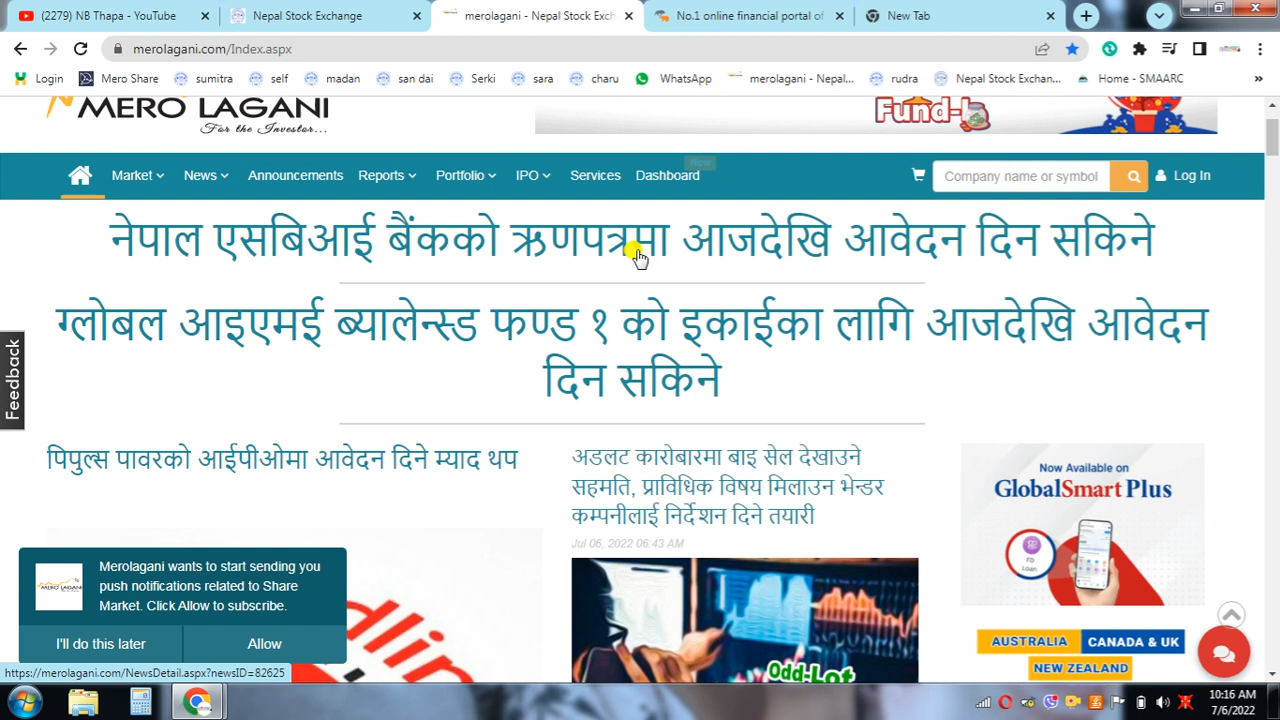 (2279) NB Thapa - YouTube
Nepal Stock Exchange
merolagani - Nepal Stock Exch
No.1 online financial portal of
New Tab
merolagani.com/Index.aspx
Login
Mero Share
sumitra
self
madan
san dai
Serki
sara
charu
WhatsApp
merolagani - Nepal...
rudra
Nepal Stock Exchan...
Home - SMAARC
»
MERO LAGANI
For the Investor...
Fund-I
Market
News
Announcements
Reports
Portfolio
IPO
Services
New
Dashboard
Company name or symbol
Log In
नेपाल एसबिआई बैंकको ऋणपत्रमा आजदेखि आवेदन दिन सकिने
ग्लोबल आइएमई ब्यालेन्स्ड फण्ड १ को इकाईका लागि आजदेखि आवेदन
दिन सकिने
Feedback
पिपुल्स पावरको आईपीओमा आवेदन दिने म्याद थप
अडलट कारोबारमा बाइ सेल देखाउने
सहमति, प्राविधिक विषय मिलाउन भेन्डर
कम्पनीलाई निर्देशन दिने तयारी
Jul 06, 2022 06:43 AM
Now Available on
GlobalSmart Plus
FD
Loan
Merolagani wants to start sending you
push notifications related to Share
Market. Click Allow to subscribe.
MERO LAGANI
I'll do this later
Allow
Odd-Lot
AUSTRALIA
CANADA & UK
NEW ZEALAND
https://merolagani.com/NewsDetail.aspx?newsID=82625
10:16 AM
7/6/2022